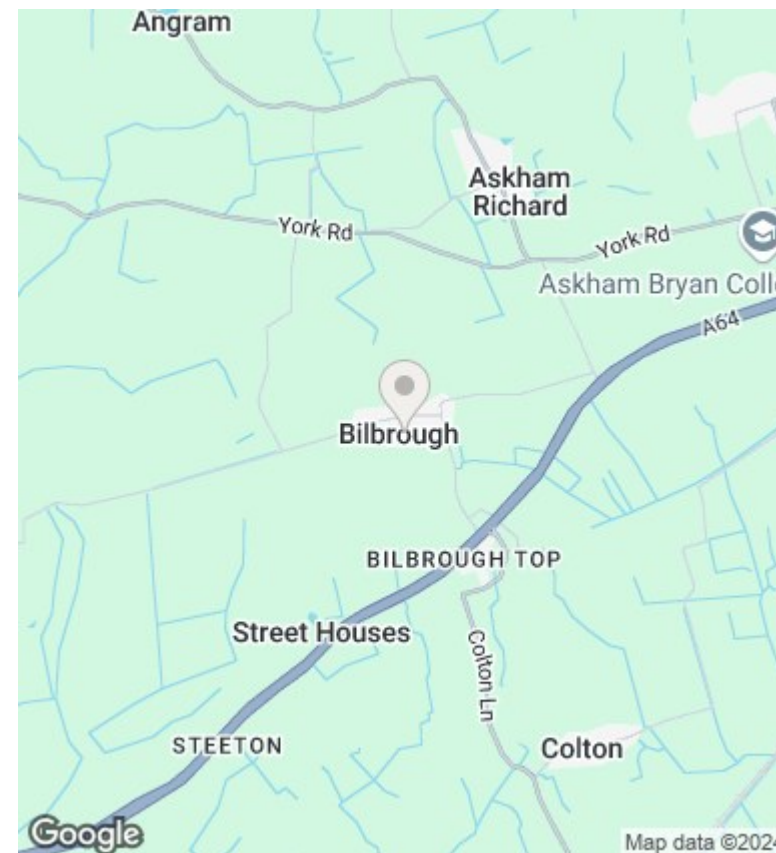 Angram
Askham
Richard
York Rd
York Rd
Askham Bryan Colle
A64
Bilbrough
BILBROUGH TOP
Street Houses
Colton Ln
STEETON
Colton
Google
Map data ©2024